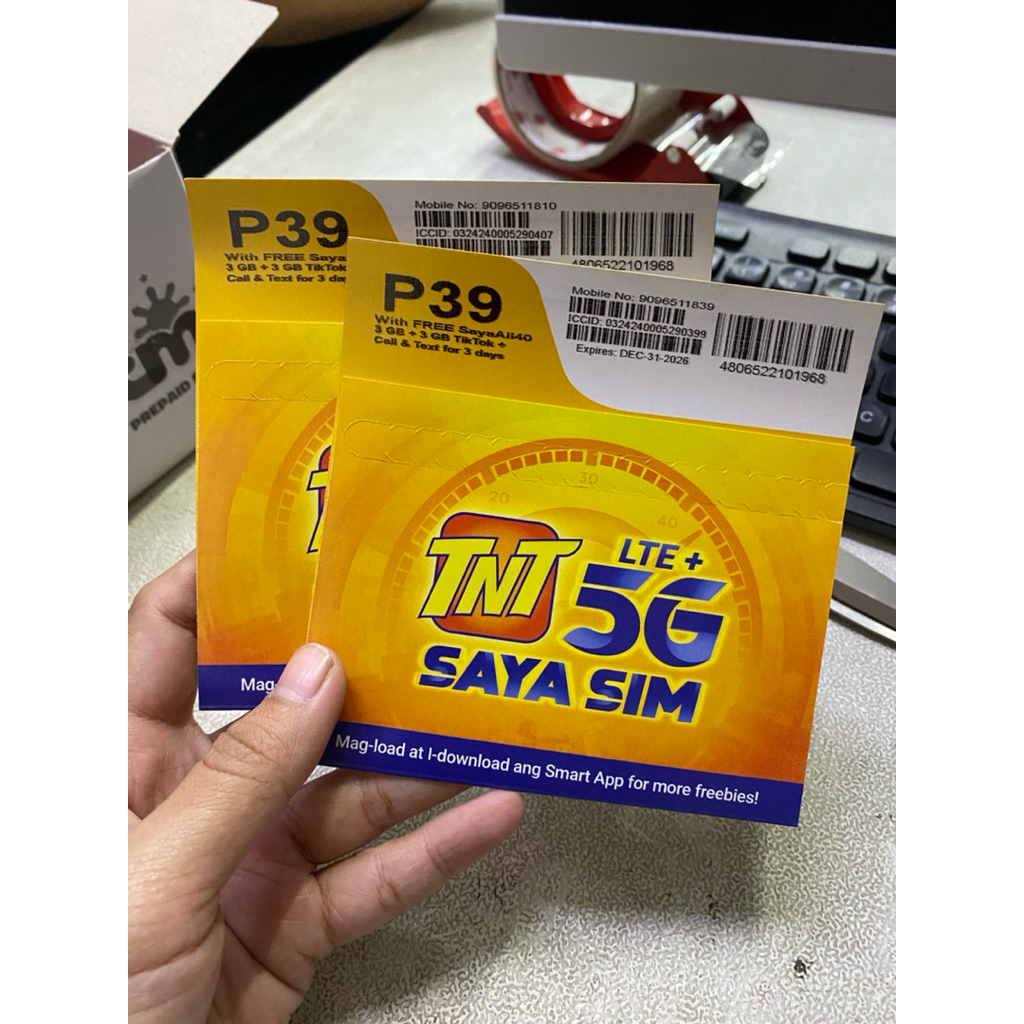 P39
With FREE Saya
3 GB + 3 GB TikTok
Call & Text for 3 day
Mobile No: 9096511810
ICCID: 0324240005290407
4806522101968
P39
With FREE SayaAll40
3 GB + 3 GB TikTok +
Call & Text for 3 days
Mobile No: 9096511839
ICCID: 0324240005290399
Expires: DEC-31-2026
4806522101968
20
30
40
TNT
LTE +
5G
SAYA SIM
Mag-load at I-download ang Smart App for more freebies!
Mag-
PREPAID
C